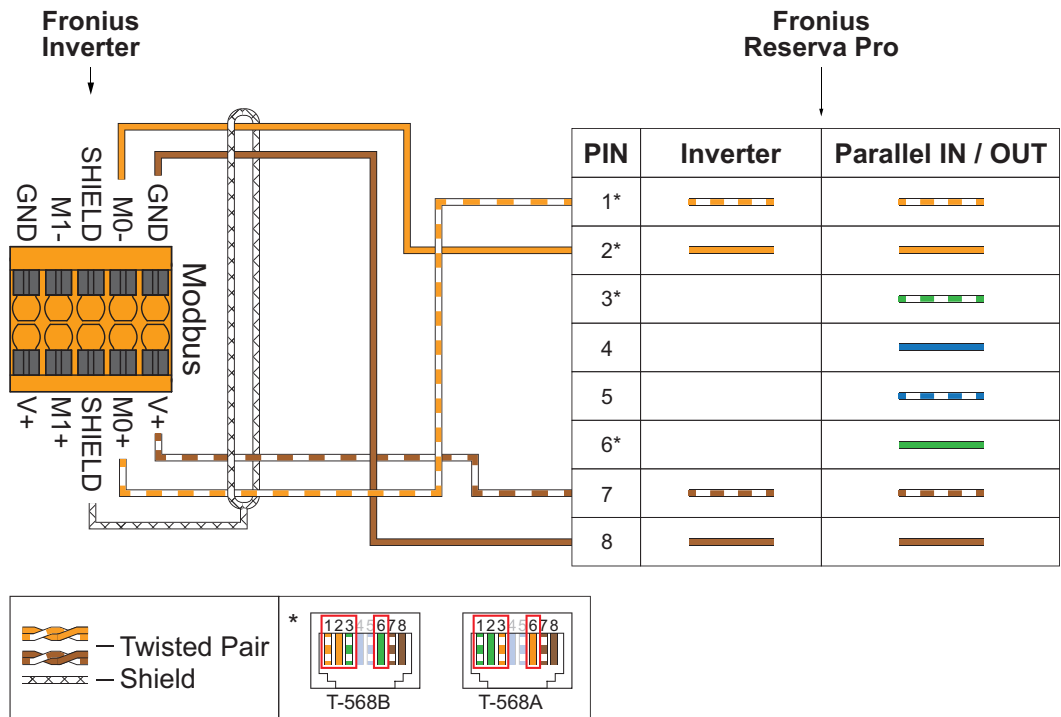 Fronius
Inverter
Fronius
Reserva Pro
GND
M1-
SHIELD
M0-
GND
Modbus
V+
M1+
SHIELD
M0+
V+
PIN Inverter Parallel IN / OUT
1*
2*
3*
4
5
6*
7
8
Twisted Pair
Shield
*
12345678
T-568B
12345678
T-568A